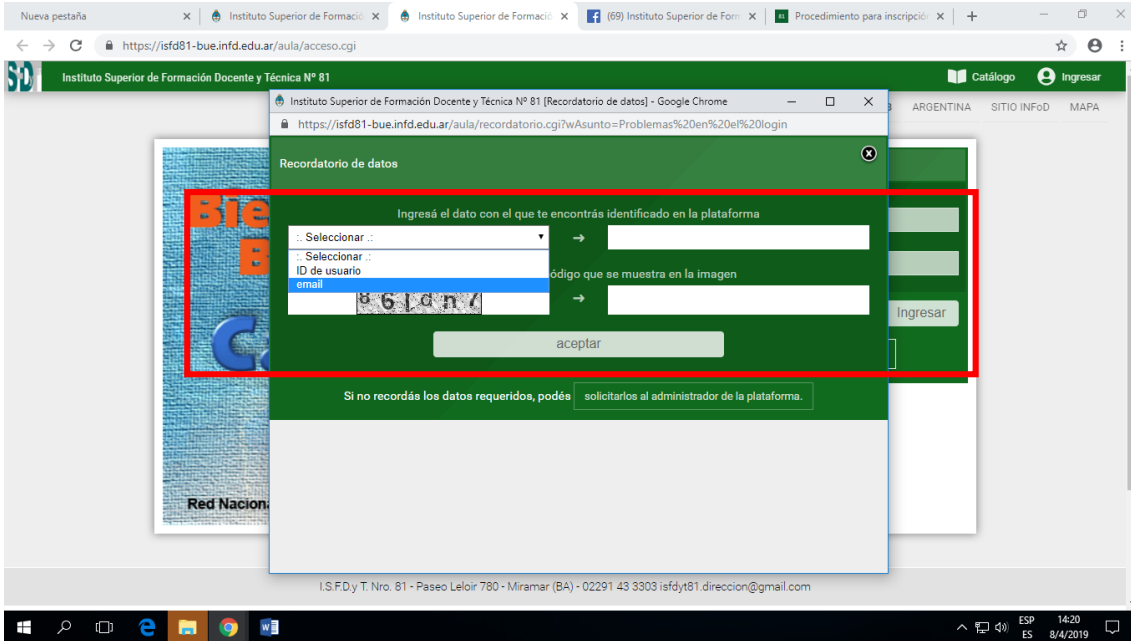 Nueva pestaña
Instituto Superior de Formació
Instituto Superior de Formació
(69) Instituto Superior de Form
Procedimiento para inscripción
https://isfd81-bue.infd.edu.ar/aula/acceso.cgi
Instituto Superior de Formación Docente y Técnica Nº 81
Catálogo
Ingresar
Instituto Superior de Formación Docente y Técnica Nº 81 [Recordatorio de datos] - Google Chrome
ARGENTINA SITIO INFoD MAPA
https://isfd81-bue.infd.edu.ar/aula/recordatorio.cgi?wAsunto=Problemas%20en%20el%20login
Recordatorio de datos
Bie
Ingresá el dato con el que te encontrás identificado en la plataforma
:. Seleccionar .:
:. Seleccionar .:
ID de usuario
email
ódigo que se muestra en la imagen
Ingresar
aceptar
Si no recordás los datos requeridos, podés solicitarlos al administrador de la plataforma.
Red Nacion
I.S.F.D.y T. Nro. 81 - Paseo Leloir 780 - Miramar (BA) - 02291 43 3303 isfdyt81.direccion@gmail.com
ESP
ES
14:20
8/4/2019